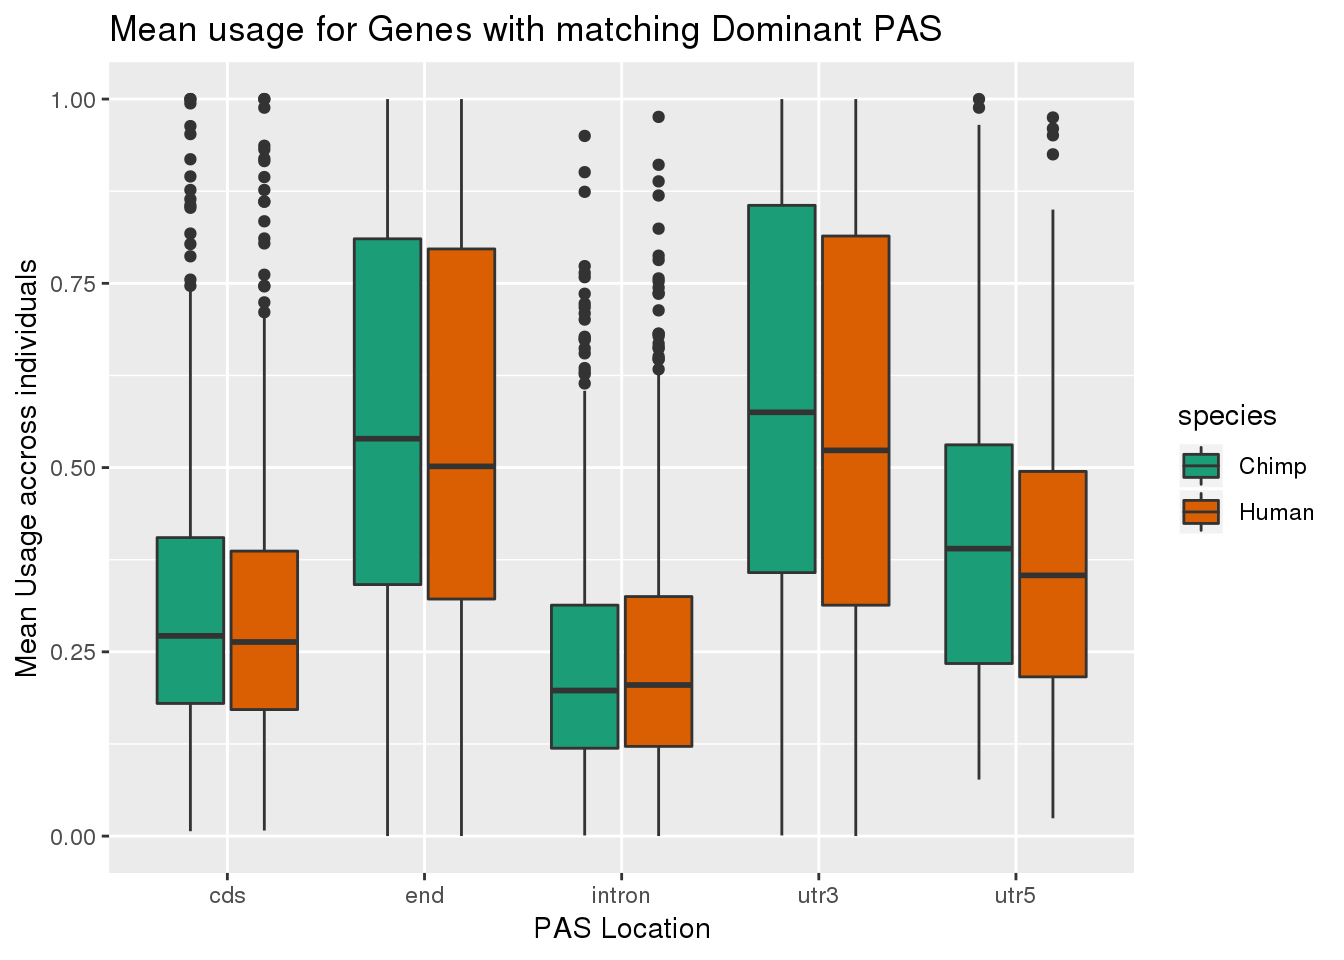 Mean usage for Genes with matching Dominant PAS
Mean Usage accross individuals
1.00
0.75
0.50
0.25
0.00
cds end intron utr3 utr5
PAS Location
species
Chimp
Human